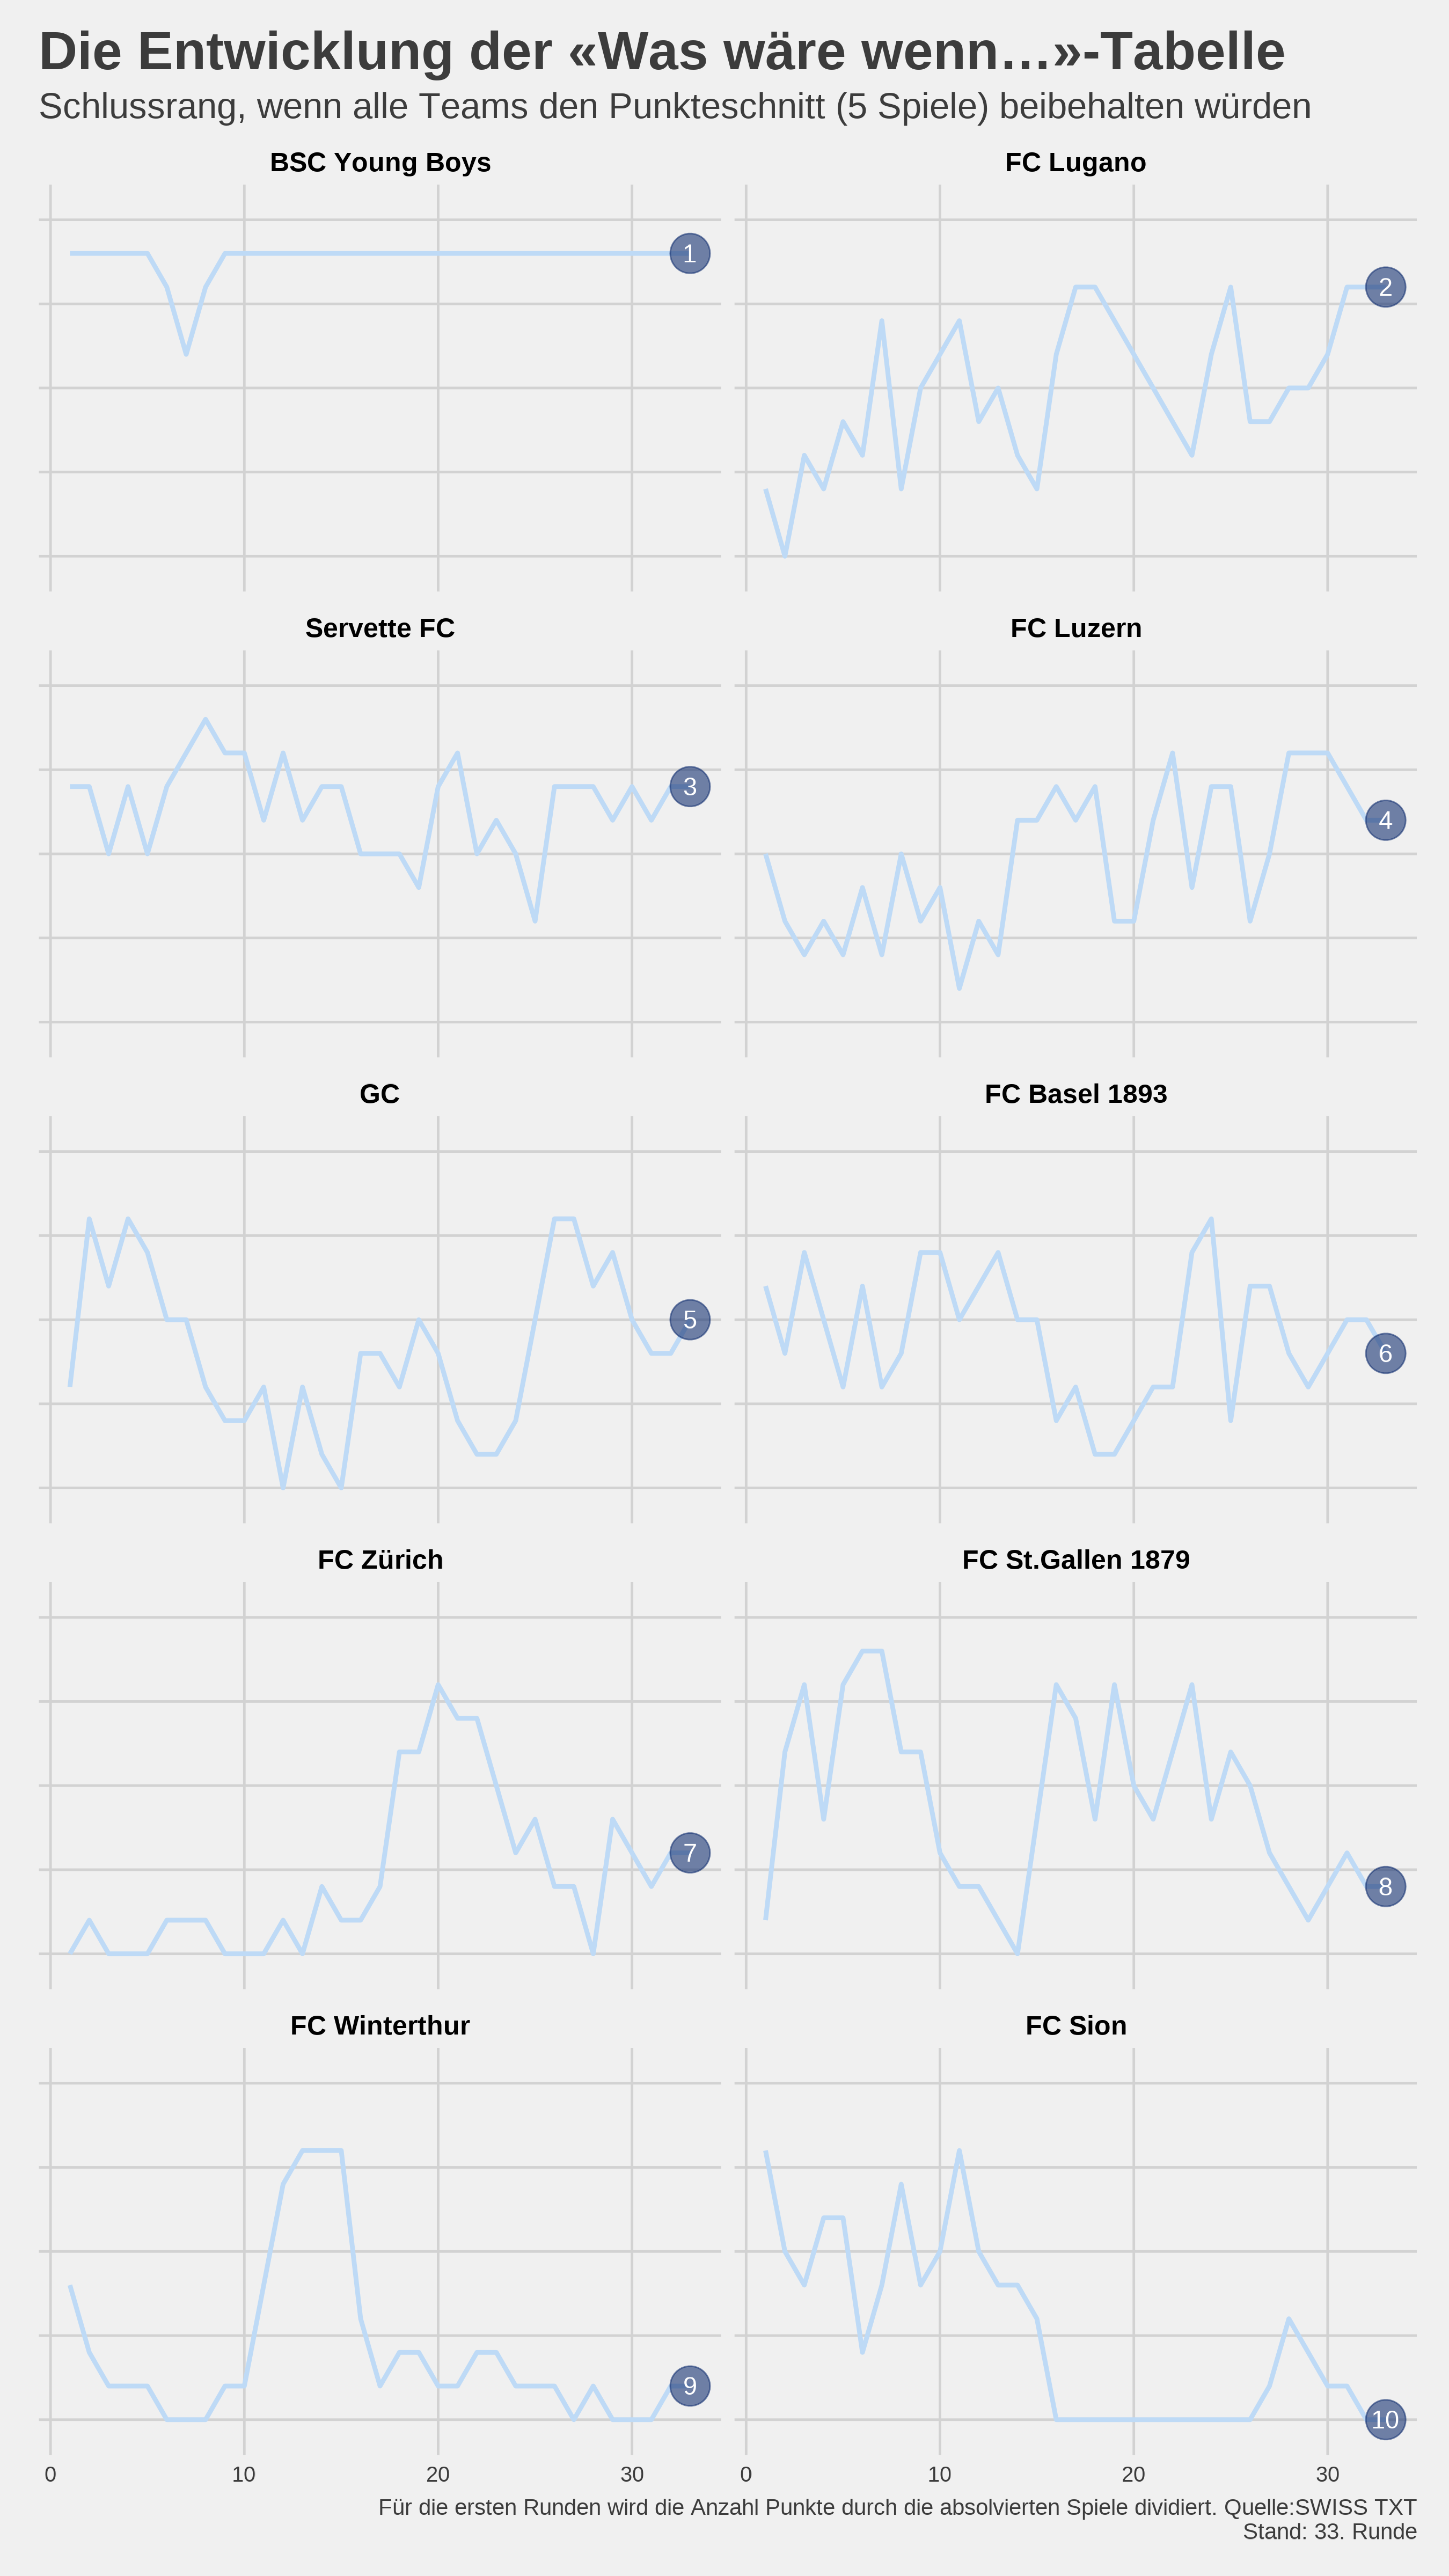 Die Entwicklung der «Was wäre wenn…»-Tabelle
Schlussrang, wenn alle Teams den Punkteschnitt (5 Spiele) beibehalten würden
BSC Young Boys
1
FC Lugano
2
Servette FC
3
FC Luzern
4
GC
5
FC Basel 1893
6
FC Zürich
7
FC St.Gallen 1879
8
FC Winterthur
9
FC Sion
10
0 10 20 30
0 10 20 30
Für die ersten Runden wird die Anzahl Punkte durch die absolvierten Spiele dividiert. Quelle:SWISS TXT
Stand: 33. Runde